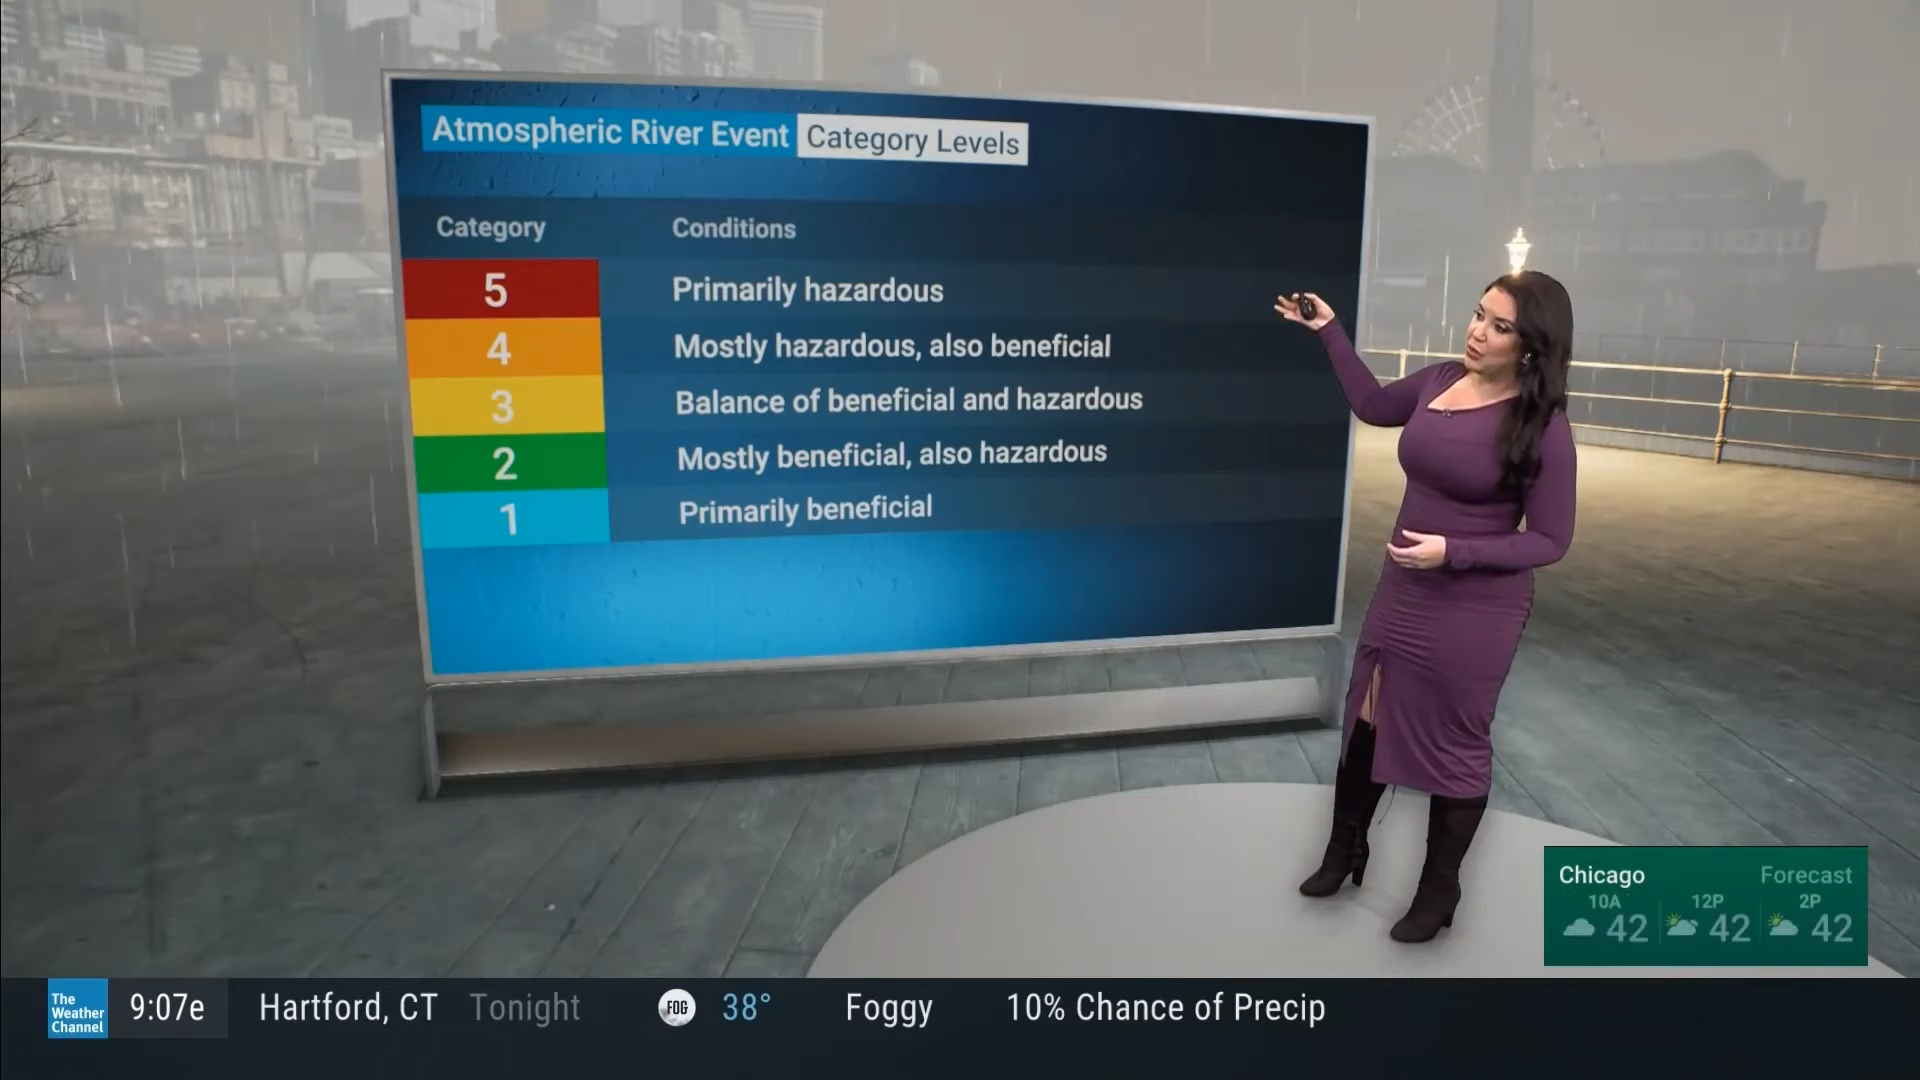 Atmospheric River Event Category Levels
Category Conditions
5 Primarily hazardous
4 Mostly hazardous, also beneficial
3 Balance of beneficial and hazardous
2 Mostly beneficial, also hazardous
1 Primarily beneficial
Chicago Forecast
10A 12P 2P
42 42 42
The
Weather
Channel
9:07e Hartford, CT Tonight FOG 38° Foggy 10% Chance of Precip